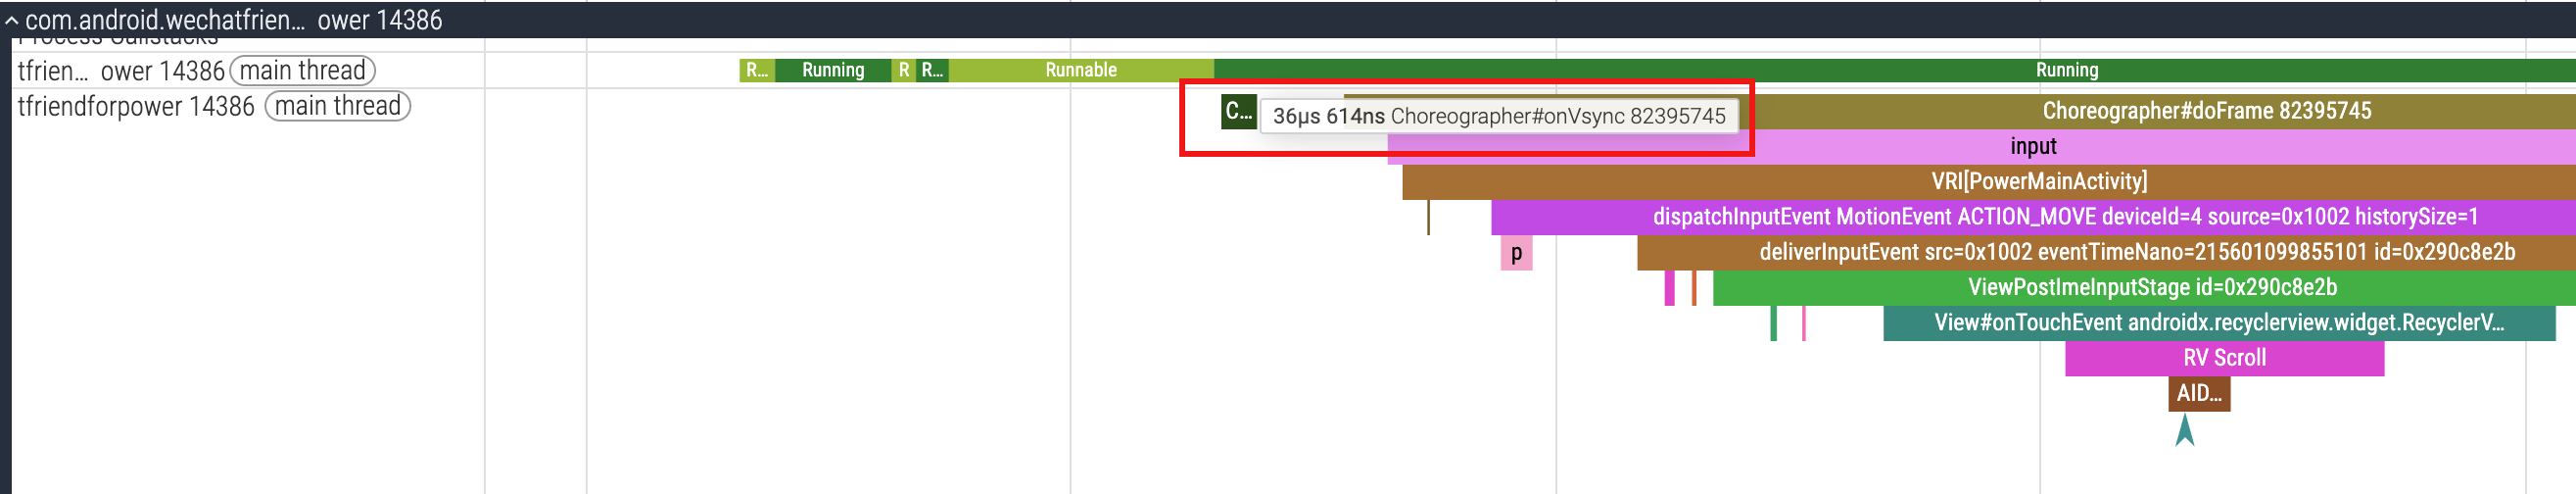 com.android.wechatfrien… ower 14386
Process Callstacks
tfrien… ower 14386 main thread R… Running R R… Runnable Running
tfriendforpower 14386 main thread C… 36µs 614ns Choreographer#onVsync 82395745 Choreographer#doFrame 82395745
input
VRI[PowerMainActivity]
dispatchInputEvent MotionEvent ACTION_MOVE deviceId=4 source=0x1002 historySize=1
p deliverInputEvent src=0x1002 eventTimeNano=215601099855101 id=0x290c8e2b
ViewPostImeInputStage id=0x290c8e2b
View#onTouchEvent androidx.recyclerview.widget.RecyclerV…
RV Scroll
AID…